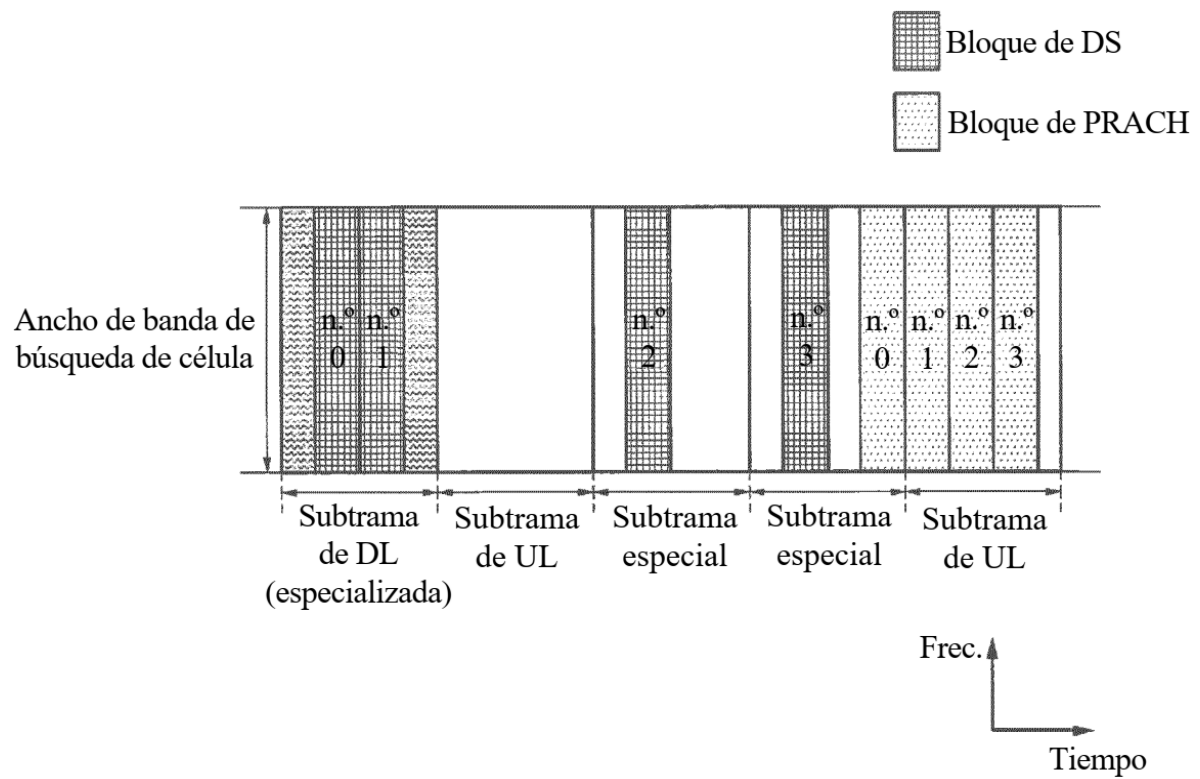 Bloque de DS
Bloque de PRACH
Ancho de banda de
búsqueda de célula
n.º n.º n.º n.º n.º n.º n.º n.º
0 1 2 3 0 1 2 3
Subtrama Subtrama Subtrama Subtrama Subtrama
de DL de UL especial especial de UL
(especializada)
Frec.
Tiempo